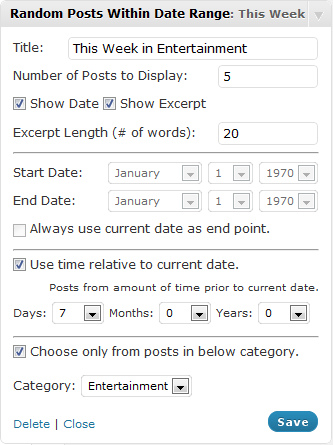 Random Posts Within Date Range: This Week
Title: This Week in Entertainment
Number of Posts to Display: 5
Show Date Show Excerpt
Excerpt Length (# of words): 20
Start Date: January 1 1970
End Date: January 1 1970
Always use current date as end point.
Use time relative to current date.
Posts from amount of time prior to current date.
Days: 7 Months: 0 Years: 0
Choose only from posts in below category.
Category: Entertainment
Delete | Close Save